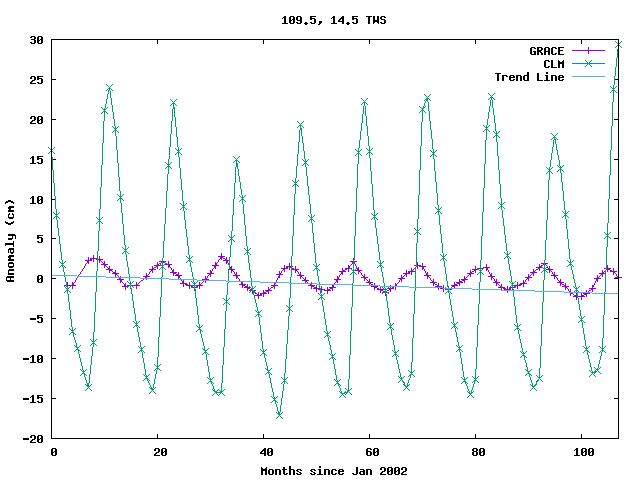 109.5, 14.5 TWS
GRACE
CLM
Trend Line
30
25
20
15
10
5
0
-5
-10
-15
-20
Anomaly (cm)
0 20 40 60 80 100
Months since Jan 2002